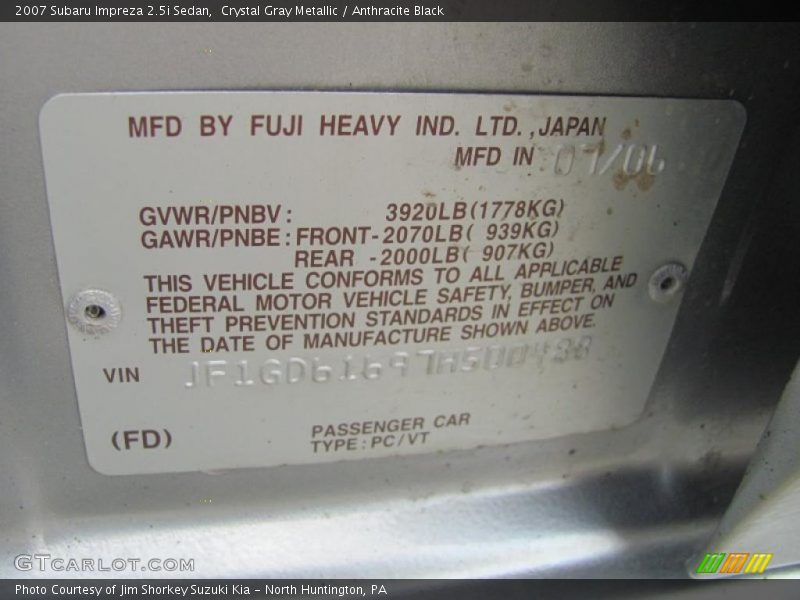 2007 Subaru Impreza 2.5i Sedan,  Crystal Gray Metallic / Anthracite Black
MFD BY FUJI HEAVY IND. LTD. ,JAPAN
MFD IN 07/06
GVWR/PNBV: 3920LB(1778KG)
GAWR/PNBE:FRONT-2070LB( 939KG)
REAR -2000LB( 907KG)
THIS VEHICLE CONFORMS TO ALL APPLICABLE
FEDERAL MOTOR VEHICLE SAFETY, BUMPER, AND
THEFT PREVENTION STANDARDS IN EFFECT ON
THE DATE OF MANUFACTURE SHOWN ABOVE.
VIN JF1GD61697H500438
(FD)
PASSENGER CAR
TYPE:PC/VT
GTCARLOT.COM
Photo Courtesy of Jim Shorkey Suzuki Kia - North Huntington, PA